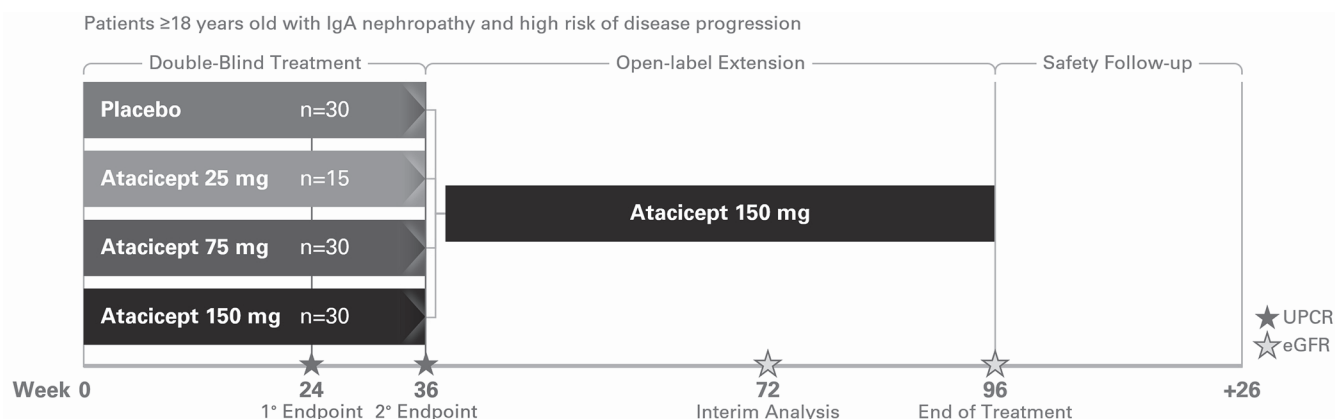 Patients ≥18 years old with IgA nephropathy and high risk of disease progression
Double-Blind Treatment
Open-label Extension
Safety Follow-up
Placebo n=30
Atacicept 25 mg n=15
Atacicept 75 mg n=30
Atacicept 150 mg n=30
Atacicept 150 mg
UPCR
eGFR
Week 0 24 36 72 96 +26
1° Endpoint 2° Endpoint Interim Analysis End of Treatment